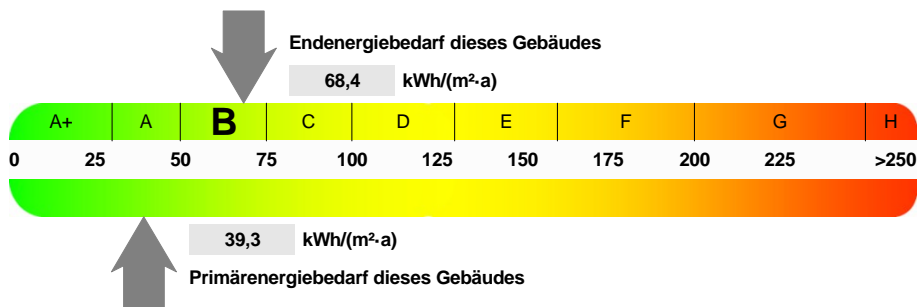 Endenergiebedarf dieses Gebäudes
68,4 kWh/(m²·a)
A+ A B C D E F G H
0 25 50 75 100 125 150 175 200 225 >250
39,3 kWh/(m²·a)
Primärenergiebedarf dieses Gebäudes